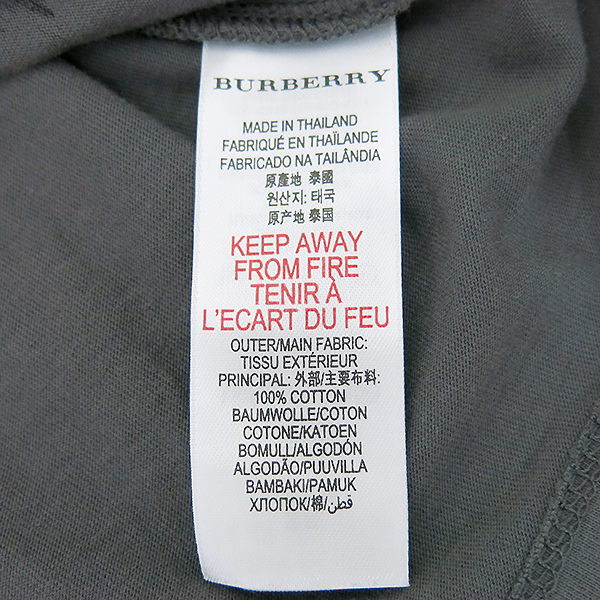 BURBERRY
MADE IN THAILAND
FABRIQUÉ EN THAÏLANDE
FABRICADO NA TAILÂNDIA
原產地 泰國
원산지: 태국
原产地 泰国
KEEP AWAY
FROM FIRE
TENIR À
L'ECART DU FEU
OUTER/MAIN FABRIC:
TISSU EXTÉRIEUR
PRINCIPAL: 外部/主要布料:
100% COTTON
BAUMWOLLE/COTON
COTONE/KATOEN
BOMULL/ALGODÓN
ALGODÃO/PUUVILLA
BAMBAKI/PAMUK
ХЛОПОК/棉/قطن/